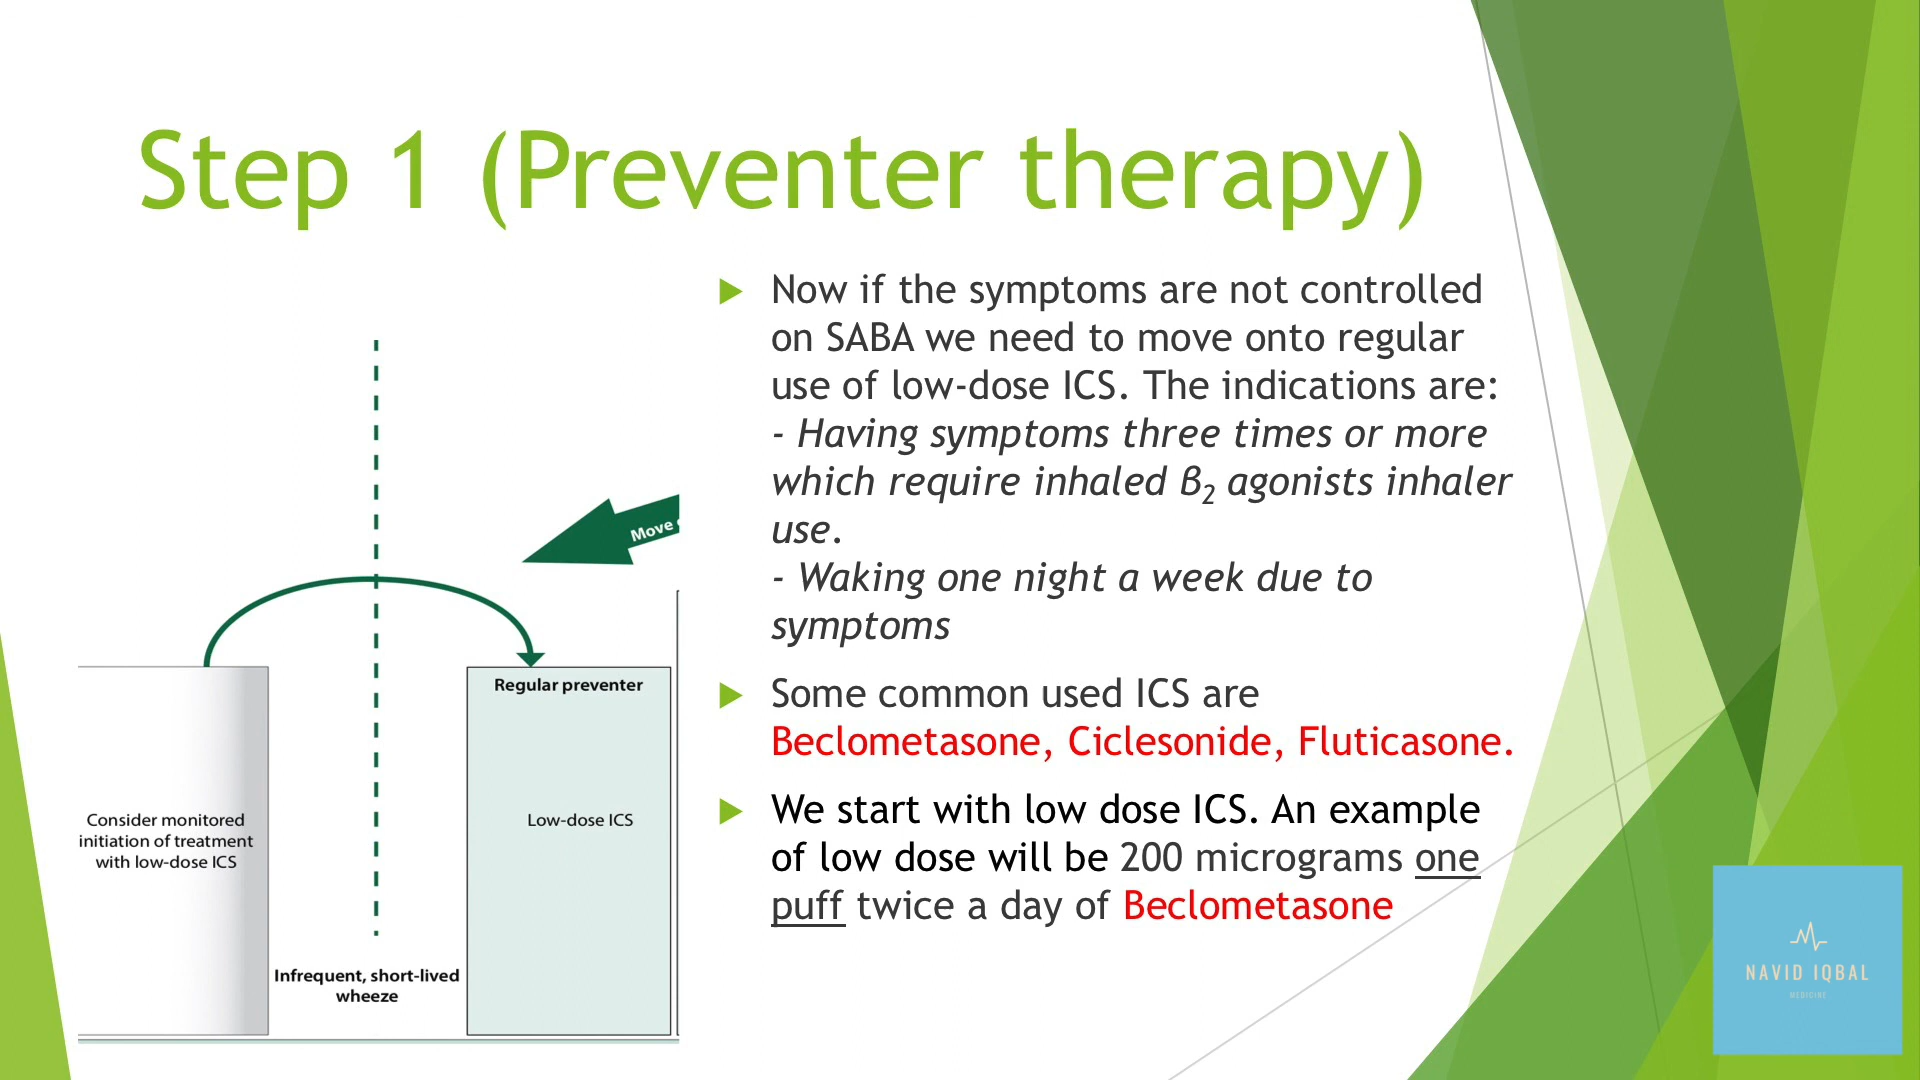 Step 1 (Preventer therapy)
Now if the symptoms are not controlled
on SABA we need to move onto regular
use of low-dose ICS. The indications are:
- Having symptoms three times or more
which require inhaled β₂ agonists inhaler
use.
- Waking one night a week due to
symptoms
Some common used ICS are
Beclometasone, Ciclesonide, Fluticasone.
We start with low dose ICS. An example
of low dose will be 200 micrograms one
puff twice a day of Beclometasone
Move
Regular preventer
Consider monitored
initiation of treatment
with low-dose ICS
Low-dose ICS
Infrequent, short-lived
wheeze
NAVID IQBAL
MEDICINE